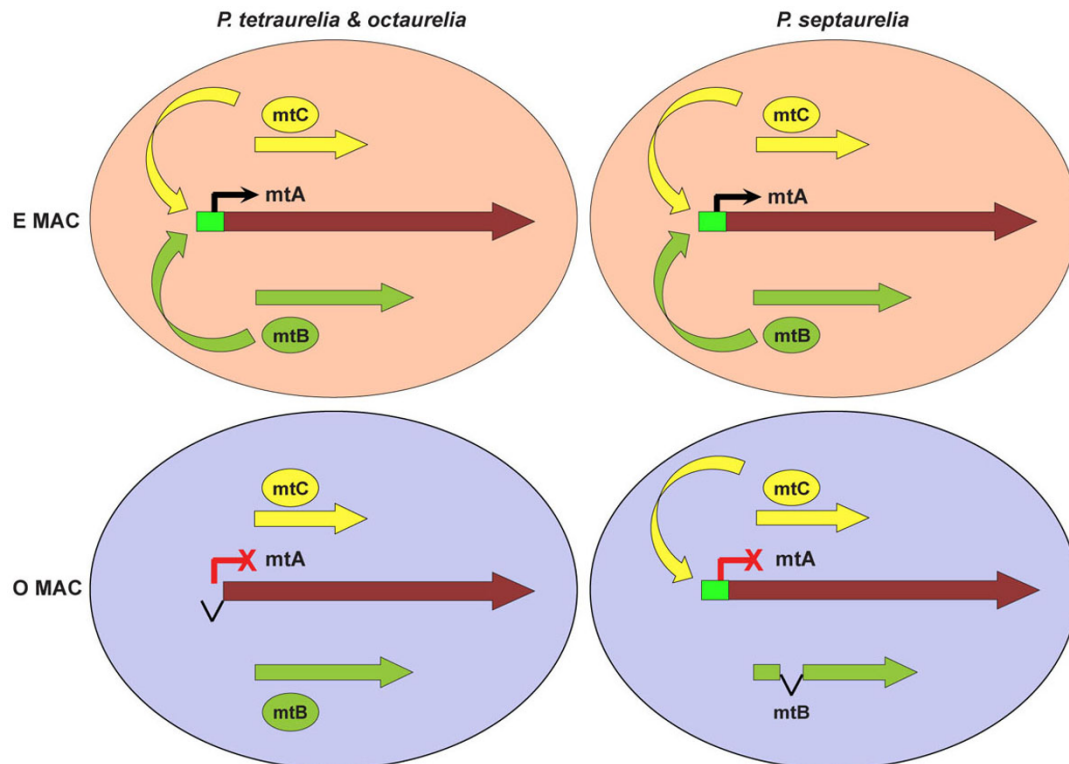 P. tetraurelia & octaurelia
P. septaurelia
E MAC
mtC
mtA
mtB
mtC
mtA
mtB
O MAC
mtC
mtA
mtB
mtC
mtA
mtB